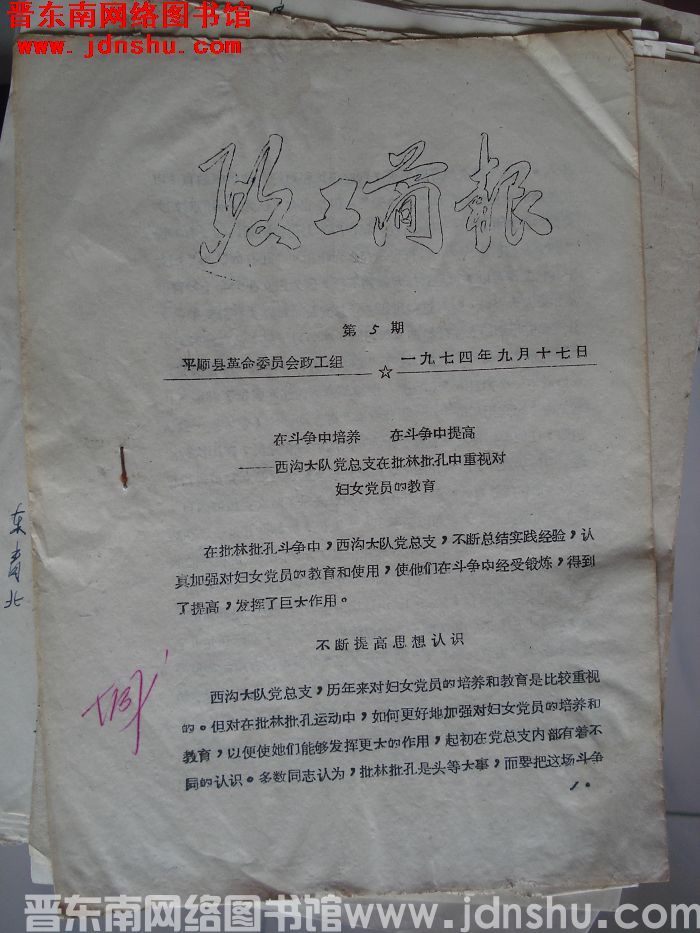 晋东南网络图书馆
www.jdnshu.com
政工简报
第5期
平顺县革命委员会政工组 ☆ 一九七四年九月十七日
在斗争中培养 在斗争中提高
——西沟大队党总支在批林批孔中重视对
妇女党员的教育
在批林批孔斗争中，西沟大队党总支，不断总结实践经验，认
真加强对妇女党员的教育和使用，使他们在斗争中经受锻炼，得到
了提高，发挥了巨大作用。
不断提高思想认识
西沟大队党总支，历年来对妇女党员的培养和教育是比较重视
的。但对在批林批孔运动中，如何更好地加强对妇女党员的培养和
教育，以便使她们能够发挥更大的作用，起初在党总支内部有着不
同的认识。多数同志认为，批林批孔是头等大事，而要把这场斗争
1.
晋东南网络图书馆www.jdnshu.com